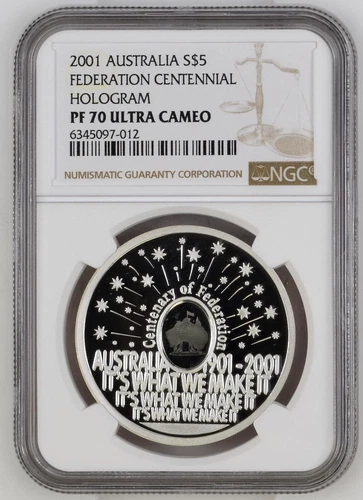 2001 AUSTRALIA S$5
FEDERATION CENTENNIAL
HOLOGRAM
PF 70 ULTRA CAMEO
6345097-012
NUMISMATIC GUARANTY CORPORATION
NGC
Centenary of Federation
AUSTRALIA 1901-2001
IT'S WHAT WE MAKE IT
IT'S WHAT WE MAKE IT
IT'S WHAT WE MAKE IT